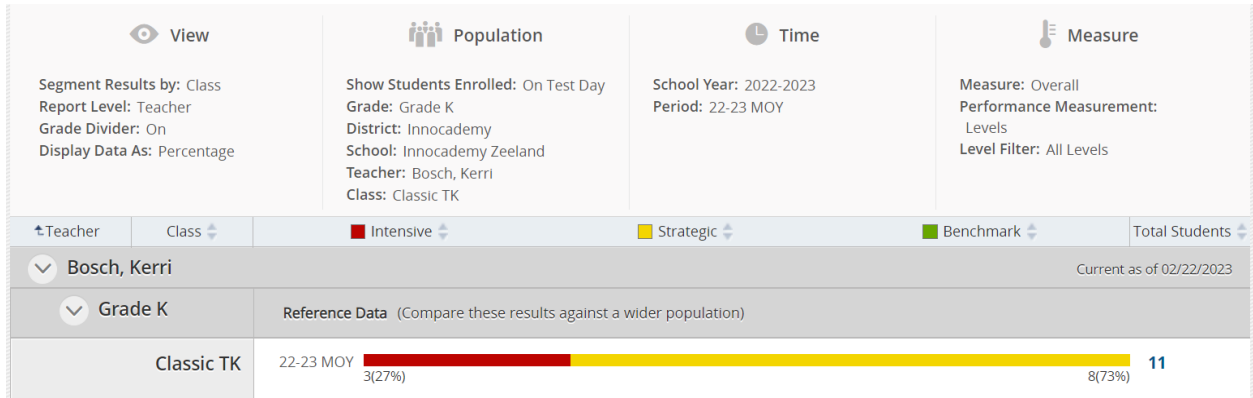 View
Segment Results by: Class
Report Level: Teacher
Grade Divider: On
Display Data As: Percentage
Population
Show Students Enrolled: On Test Day
Grade: Grade K
District: Innocademy
School: Innocademy Zeeland
Teacher: Bosch, Kerri
Class: Classic TK
Time
School Year: 2022-2023
Period: 22-23 MOY
Measure
Measure: Overall
Performance Measurement:
Levels
Level Filter: All Levels
Teacher Class Intensive Strategic Benchmark Total Students
Bosch, Kerri Current as of 02/22/2023
Grade K Reference Data (Compare these results against a wider population)
Classic TK 22-23 MOY 11
3(27%) 8(73%)